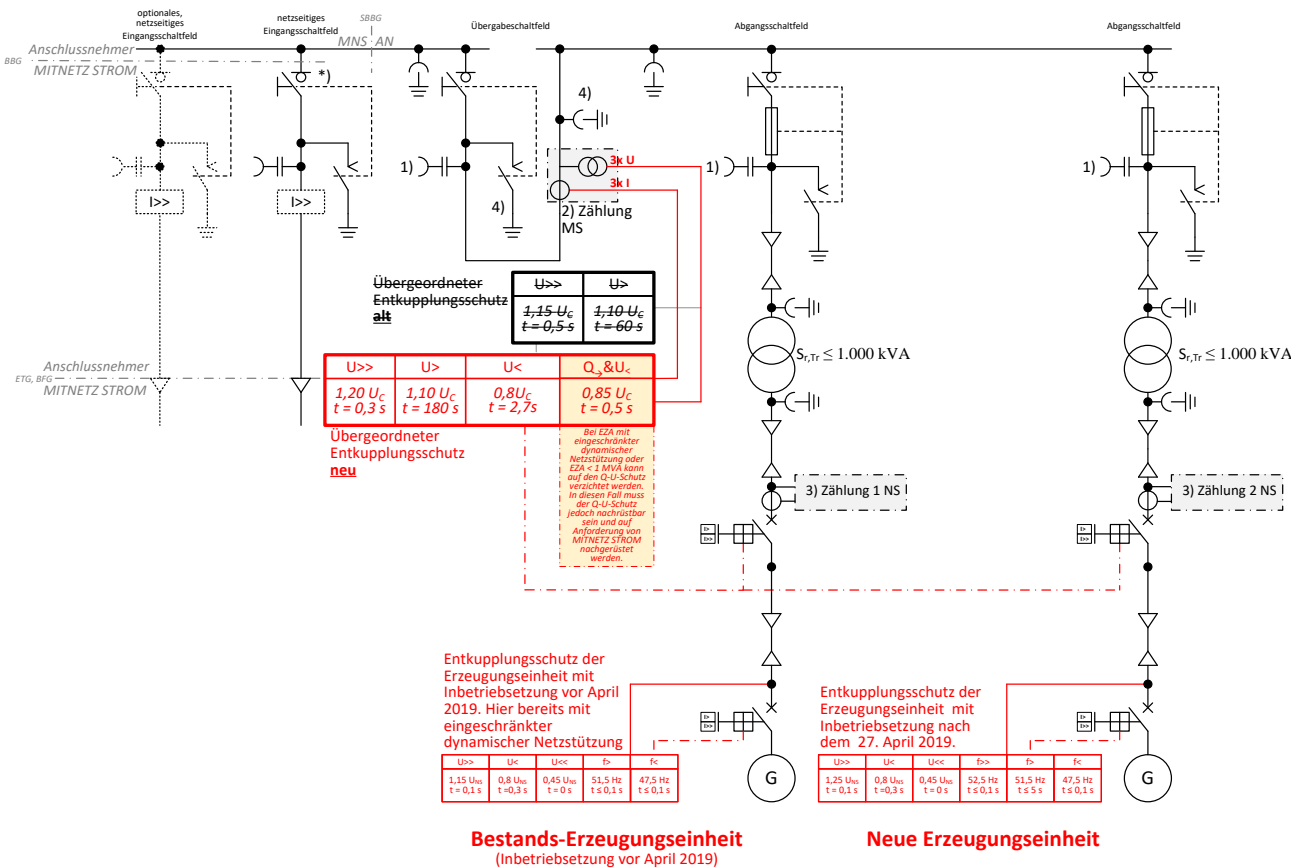 optionales,
netzseitiges
Eingangsschaltfeld
netzseitiges
Eingangsschaltfeld
SBBG
Übergabeschaltfeld
Abgangsschaltfeld
Abgangsschaltfeld
Anschlussnehmer
MNS
AN
BBG
MITNETZ STROM
*)
4)
1)
3x U
3x I
1)
1)
I>>
I>>
4)
2) Zählung
MS
Übergeordneter
Entkupplungsschutz
alt
U>>
U>
1,15 Uc
t = 0,5 s
1,10 Uc
t = 60 s
Sr,Tr ≤ 1.000 kVA
Sr,Tr ≤ 1.000 kVA
Anschlussnehmer
ETG, BFG
MITNETZ STROM
U>>
U>
U<
Q→&U<
1,20 UC
t = 0,3 s
1,10 UC
t = 180 s
0,8UC
t = 2,7s
0,85 UC
t = 0,5 s
Übergeordneter
Entkupplungsschutz
neu
Bei EZA mit
eingeschränkter
dynamischer
Netzstützung oder
EZA < 1 MVA kann
auf den Q-U-Schutz
verzichtet werden.
In diesen Fall muss
der Q-U-Schutz
jedoch nachrüstbar
sein und auf
Anforderung von
MITNETZ STROM
nachgerüstet
werden.
3) Zählung 1 NS
3) Zählung 2 NS
I>
I>>
I>
I>>
Entkupplungsschutz der
Erzeugungseinheit mit
Inbetriebsetzung vor April
2019. Hier bereits mit
eingeschränkter
dynamischer Netzstützung
I>
I>>
U>>
U<
U<<
f>
f<
1,15 UNS
t = 0,1 s
0,8 UNS
t =0,3 s
0,45 UNS
t = 0 s
51,5 Hz
t ≤ 0,1 s
47,5 Hz
t ≤ 0,1 s
G
Entkupplungsschutz der
Erzeugungseinheit mit
Inbetriebsetzung nach
dem 27. April 2019.
I>
I>>
U>>
U<
U<<
f>>
f>
f<
1,25 UNS
t = 0,1 s
0,8 UNS
t =0,3 s
0,45 UNS
t = 0 s
52,5 Hz
t ≤ 0,1 s
51,5 Hz
t ≤ 5 s
47,5 Hz
t ≤ 0,1 s
G
Bestands-Erzeugungseinheit
(Inbetriebsetzung vor April 2019)
Neue Erzeugungseinheit